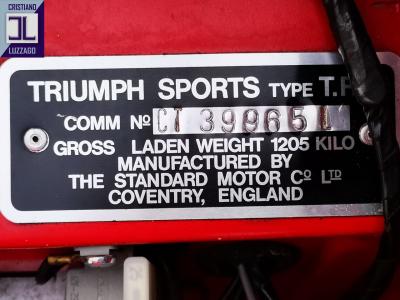 CRISTIANO
LUZZAGO
TRIUMPH SPORTS TYPE T.R
COMM Nº CT 39965 L
GROSS LADEN WEIGHT 1205 KILO
MANUFACTURED BY
THE STANDARD MOTOR Cº LTD
COVENTRY, ENGLAND